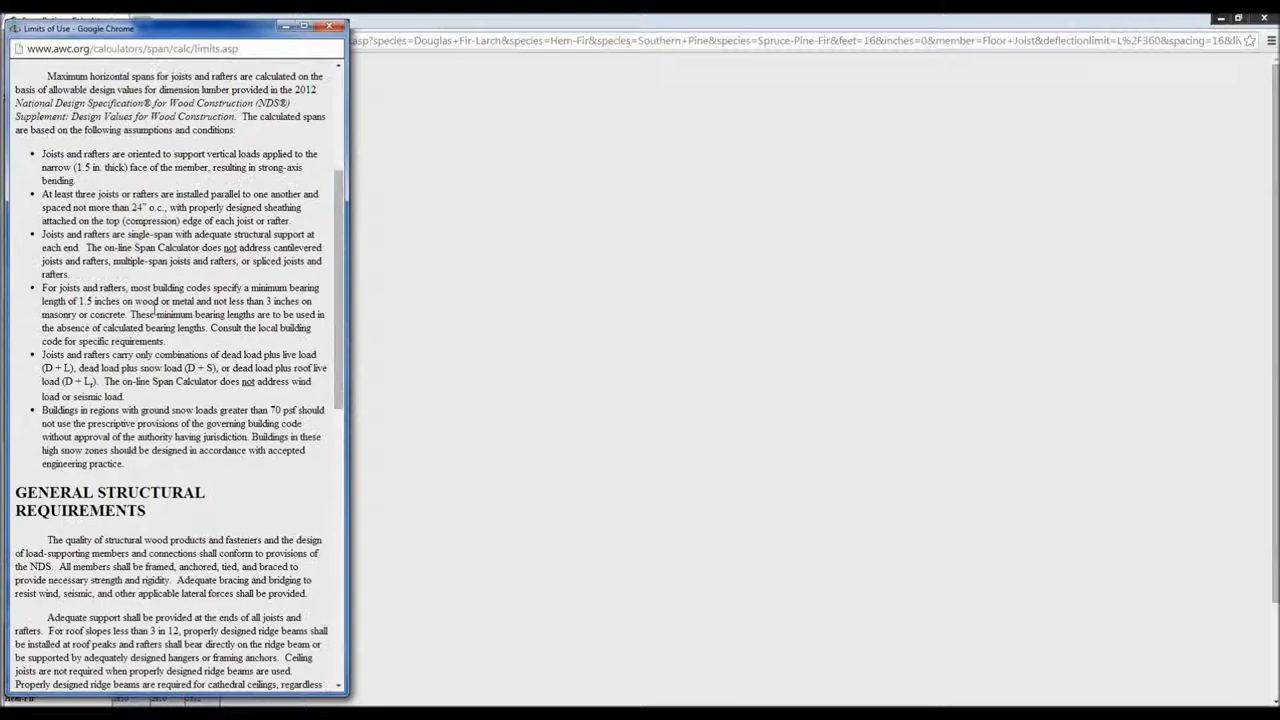 Limits of Use - Google Chrome
www.awc.org/calculators/span/calc/limits.asp
.asp?species=Douglas+Fir-Larch&species=Hem-Fir&species=Southern+Pine&species=Spruce-Pine-Fir&feet=16&inches=0&member=Floor+Joist&deflectionlimit=L%2F360&spacing=16&li
Maximum horizontal spans for joists and rafters are calculated on the
basis of allowable design values for dimension lumber provided in the 2012
National Design Specification® for Wood Construction (NDS®)
Supplement: Design Values for Wood Construction. The calculated spans
are based on the following assumptions and conditions:
• Joists and rafters are oriented to support vertical loads applied to the
narrow (1.5 in. thick) face of the member, resulting in strong-axis
bending.
• At least three joists or rafters are installed parallel to one another and
spaced not more than 24" o.c., with properly designed sheathing
attached on the top (compression) edge of each joist or rafter.
• Joists and rafters are single-span with adequate structural support at
each end. The on-line Span Calculator does not address cantilevered
joists and rafters, multiple-span joists and rafters, or spliced joists and
rafters.
• For joists and rafters, most building codes specify a minimum bearing
length of 1.5 inches on wood or metal and not less than 3 inches on
masonry or concrete. These minimum bearing lengths are to be used in
the absence of calculated bearing lengths. Consult the local building
code for specific requirements.
• Joists and rafters carry only combinations of dead load plus live load
(D + L), dead load plus snow load (D + S), or dead load plus roof live
load (D + Lr). The on-line Span Calculator does not address wind
load or seismic load.
• Buildings in regions with ground snow loads greater than 70 psf should
not use the prescriptive provisions of the governing building code
without approval of the authority having jurisdiction. Buildings in these
high snow zones should be designed in accordance with accepted
engineering practice.
GENERAL STRUCTURAL
REQUIREMENTS
The quality of structural wood products and fasteners and the design
of load-supporting members and connections shall conform to provisions of
the NDS. All members shall be framed, anchored, tied, and braced to
provide necessary strength and rigidity. Adequate bracing and bridging to
resist wind, seismic, and other applicable lateral forces shall be provided.
Adequate support shall be provided at the ends of all joists and
rafters. For roof slopes less than 3 in 12, properly designed ridge beams shall
be installed at roof peaks and rafters shall bear directly on the ridge beam or
be supported by adequately designed hangers or framing anchors. Ceiling
joists are not required when properly designed ridge beams are used.
Properly designed ridge beams are required for cathedral ceilings, regardless